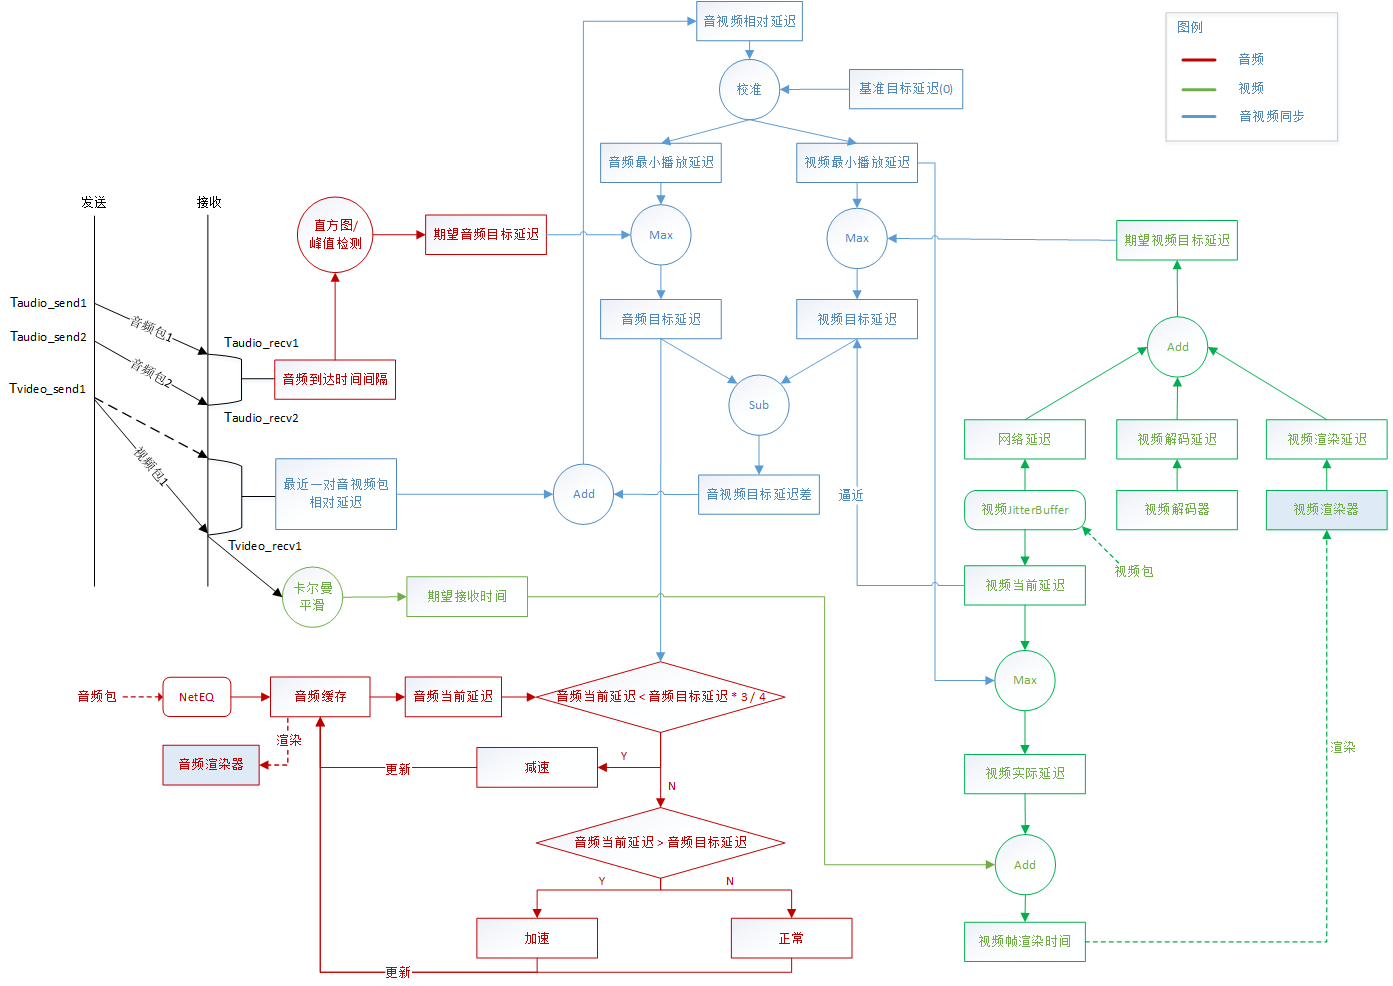 音视频相对延迟
图例
音频
视频
音视频同步
校准
基准目标延迟(0)
音频最小播放延迟
视频最小播放延迟
发送
接收
直方图/
峰值检测
期望音频目标延迟
Max
Max
期望视频目标延迟
Taudio_send1
音频包1
音频目标延迟
视频目标延迟
Taudio_send2
Taudio_recv1
Add
音频包2
音频到达时间间隔
Tvideo_send1
Taudio_recv2
Sub
视频包1
网络延迟
视频解码延迟
视频渲染延迟
最近一对音视频包
相对延迟
Add
音视频目标延迟差
逼近
视频JitterBuffer
视频解码器
视频渲染器
Tvideo_recv1
视频包
视频当前延迟
卡尔曼
平滑
期望接收时间
音频包
NetEQ
音频缓存
音频当前延迟
音频当前延迟 < 音频目标延迟 * 3 / 4
Max
渲染
音频渲染器
更新
减速
Y
N
视频实际延迟
渲染
音频当前延迟 > 音频目标延迟
Add
Y
N
加速
正常
视频帧渲染时间
更新